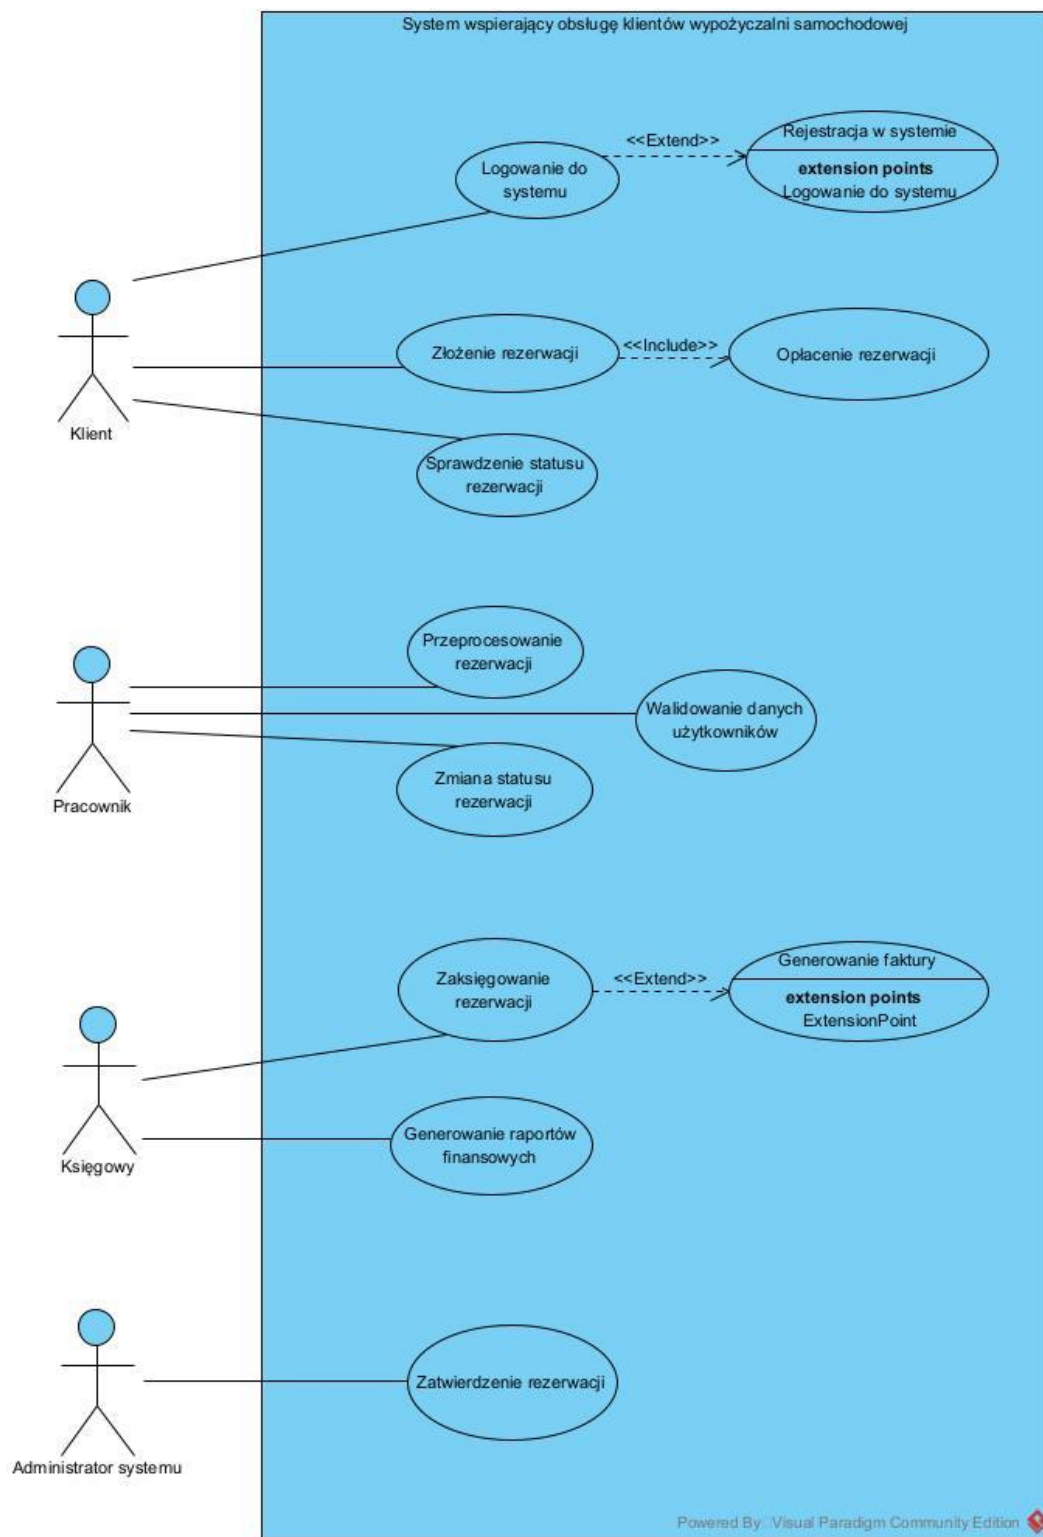 System wspierający obsługę klientów wypożyczalni samochodowej
Logowanie do
systemu
<<Extend>>
Rejestracja w systemie
extension points
Logowanie do systemu
Klient
Złożenie rezerwacji
<<Include>>
Opłacenie rezerwacji
Sprawdzenie statusu
rezerwacji
Pracownik
Przeprocesowanie
rezerwacji
Walidowanie danych
użytkowników
Zmiana statusu
rezerwacji
Księgowy
Zaksięgowanie
rezerwacji
<<Extend>>
Generowanie faktury
extension points
ExtensionPoint
Generowanie raportów
finansowych
Administrator systemu
Zatwierdzenie rezerwacji
Powered By Visual Paradigm Community Edition